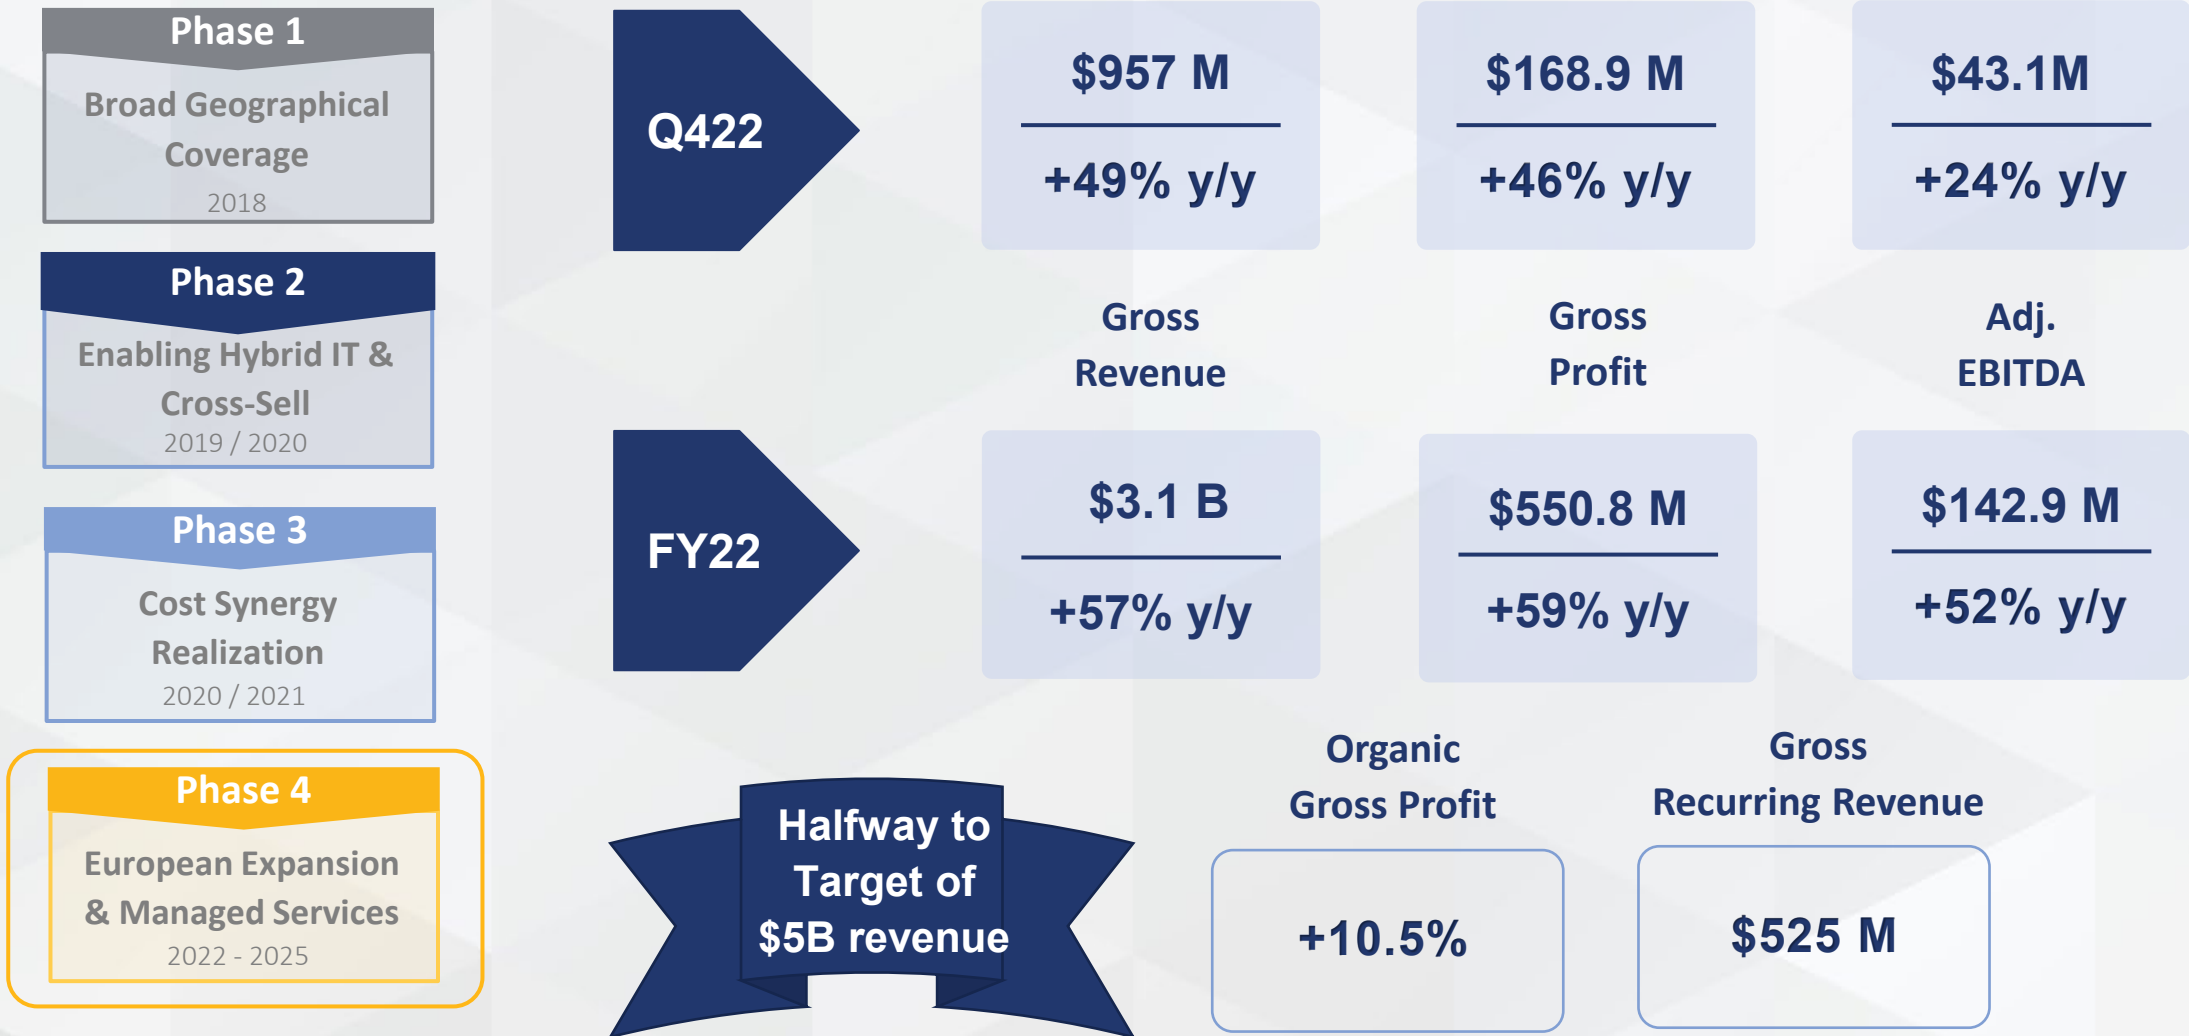 Phase 1
Broad Geographical
Coverage
2018
Phase 2
Enabling Hybrid IT &
Cross-Sell
2019 / 2020
Phase 3
Cost Synergy
Realization
2020 / 2021
Phase 4
European Expansion
& Managed Services
2022 - 2025
Q422
$957 M
+49% y/y
$168.9 M
+46% y/y
$43.1M
+24% y/y
Gross
Revenue
Gross
Profit
Adj.
EBITDA
FY22
$3.1 B
+57% y/y
$550.8 M
+59% y/y
$142.9 M
+52% y/y
Halfway to
Target of
$5B revenue
Organic
Gross Profit
+10.5%
Gross
Recurring Revenue
$525 M